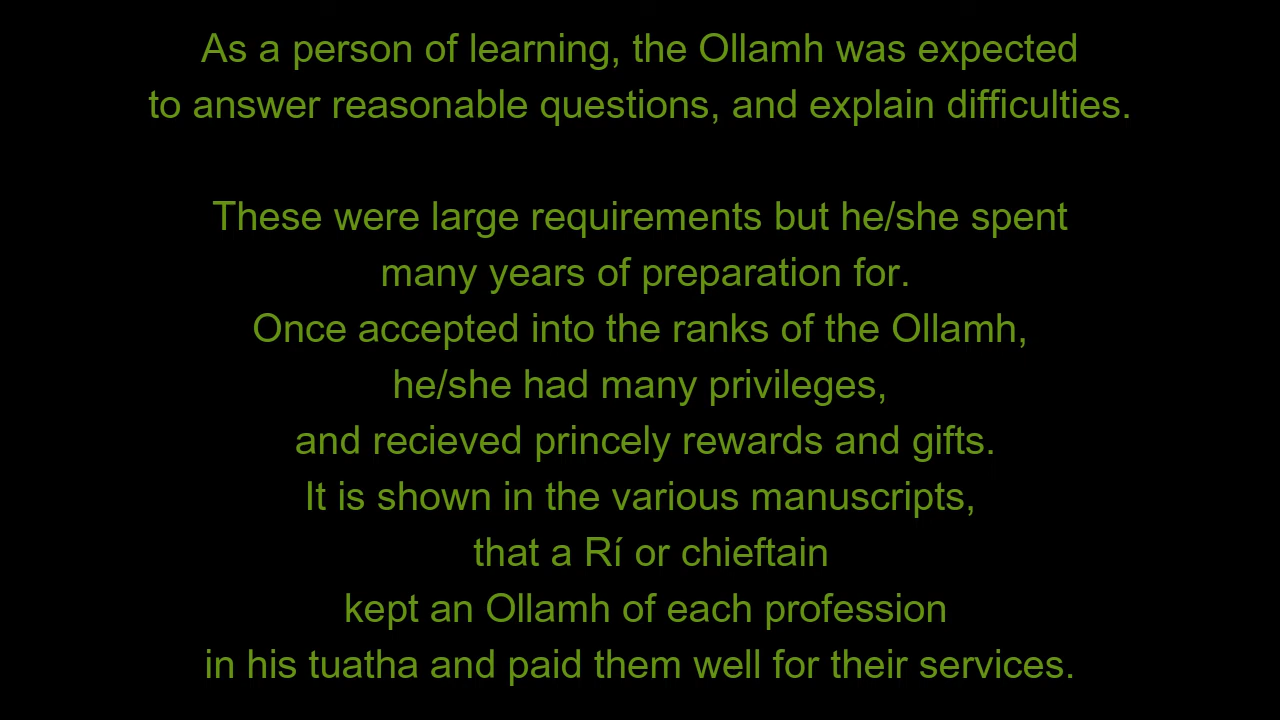 As a person of learning, the Ollamh was expected
to answer reasonable questions, and explain difficulties.
These were large requirements but he/she spent
many years of preparation for.
Once accepted into the ranks of the Ollamh,
he/she had many privileges,
and recieved princely rewards and gifts.
It is shown in the various manuscripts,
that a Rí or chieftain
kept an Ollamh of each profession
in his tuatha and paid them well for their services.